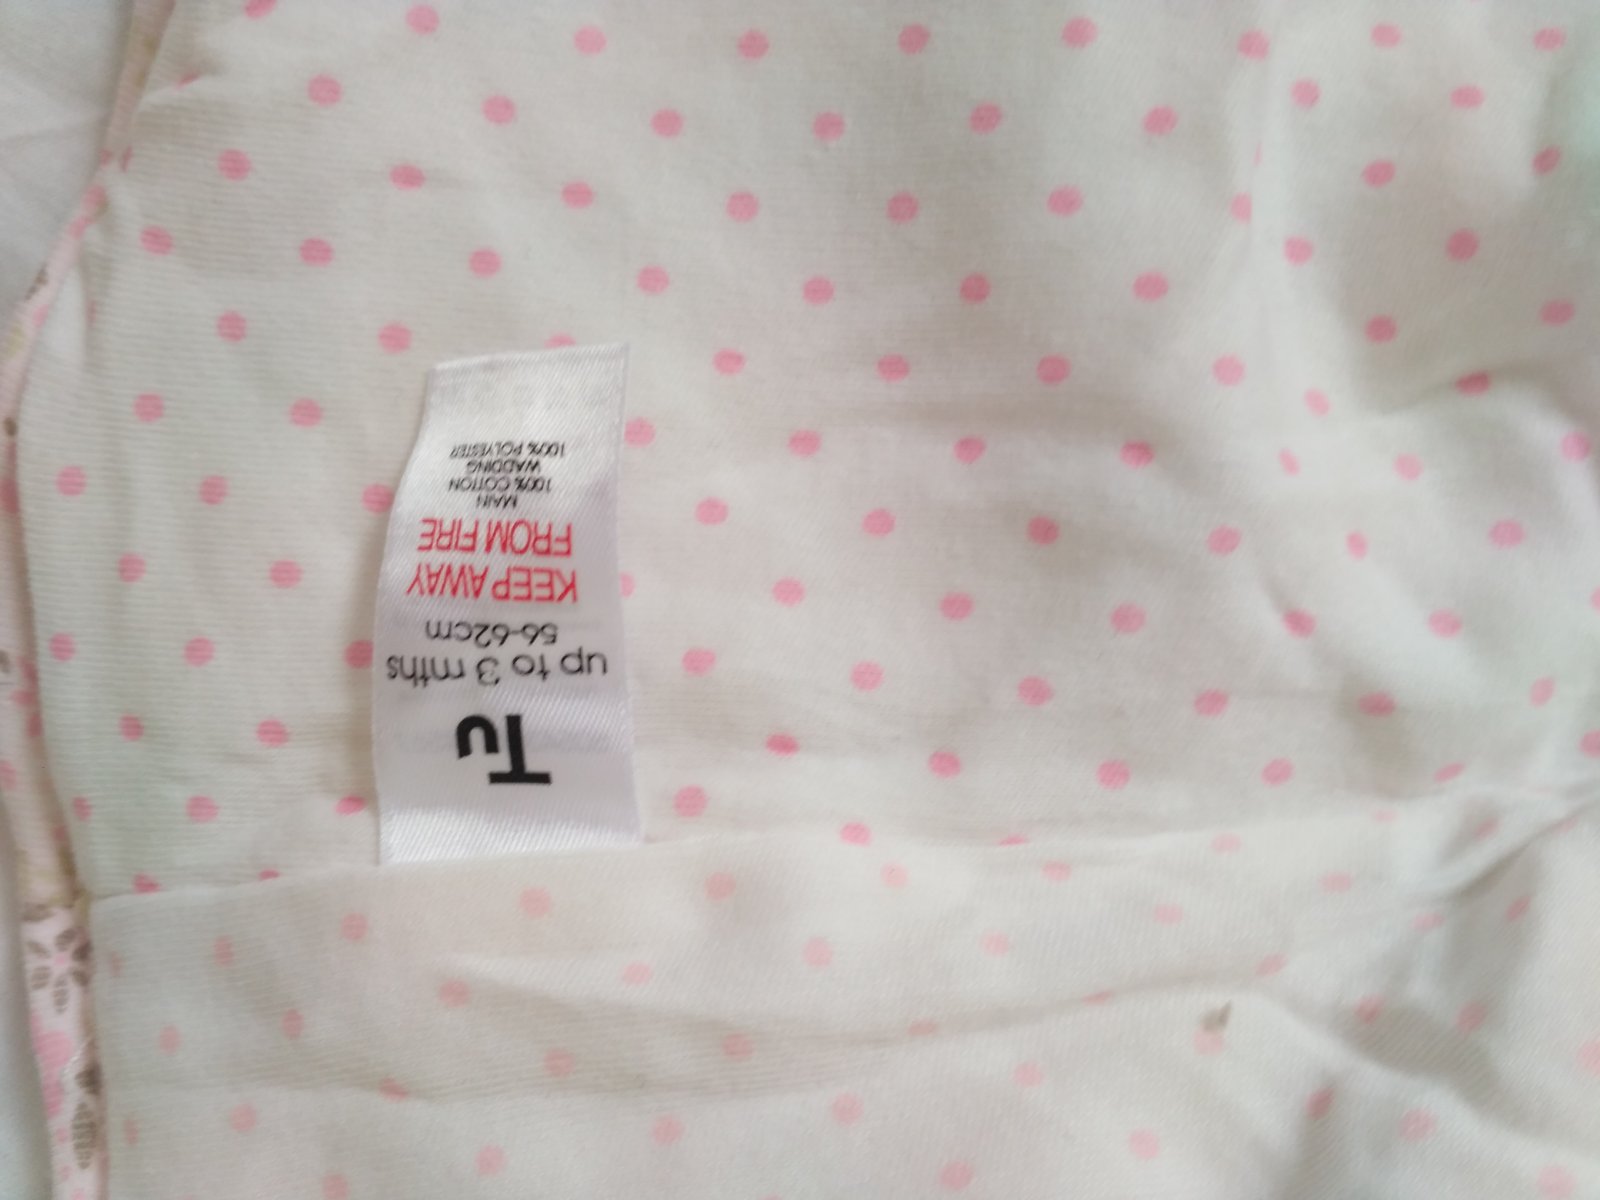 Tu
up to 3 mths
56-62cm
KEEP AWAY
FROM FIRE
MAIN
100% COTTON
WADDING
100% POLYESTER